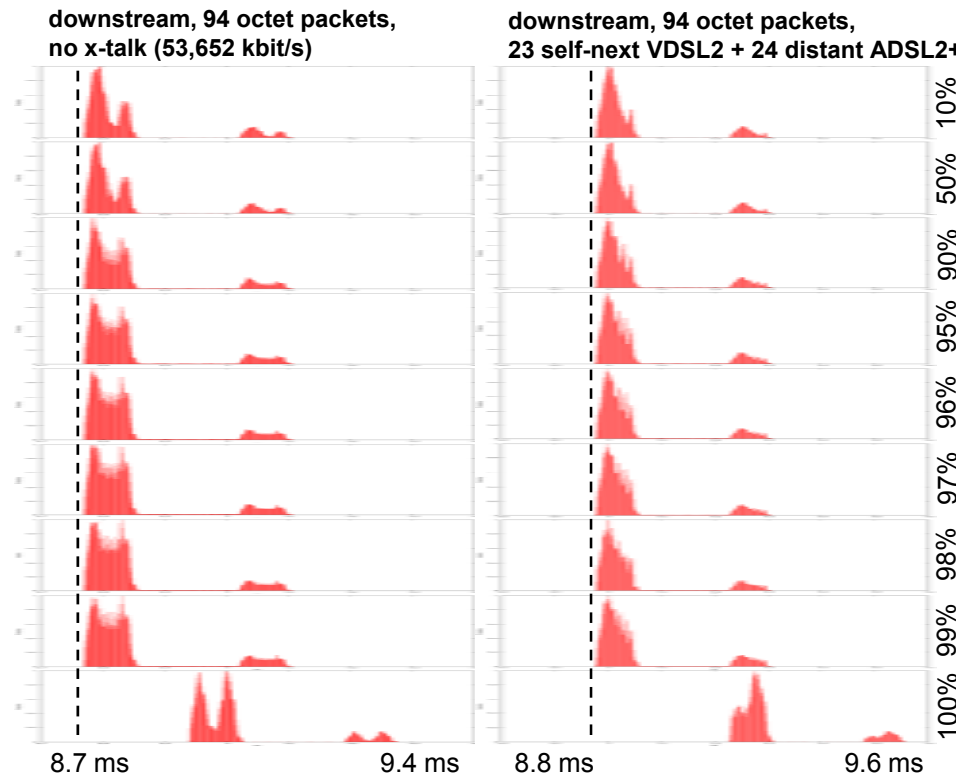 downstream, 94 octet packets,
no x-talk (53,652 kbit/s)
downstream, 94 octet packets,
23 self-next VDSL2 + 24 distant ADSL2+
10%
50%
90%
95%
96%
97%
98%
99%
100%
8.7 ms
9.4 ms
8.8 ms
9.6 ms